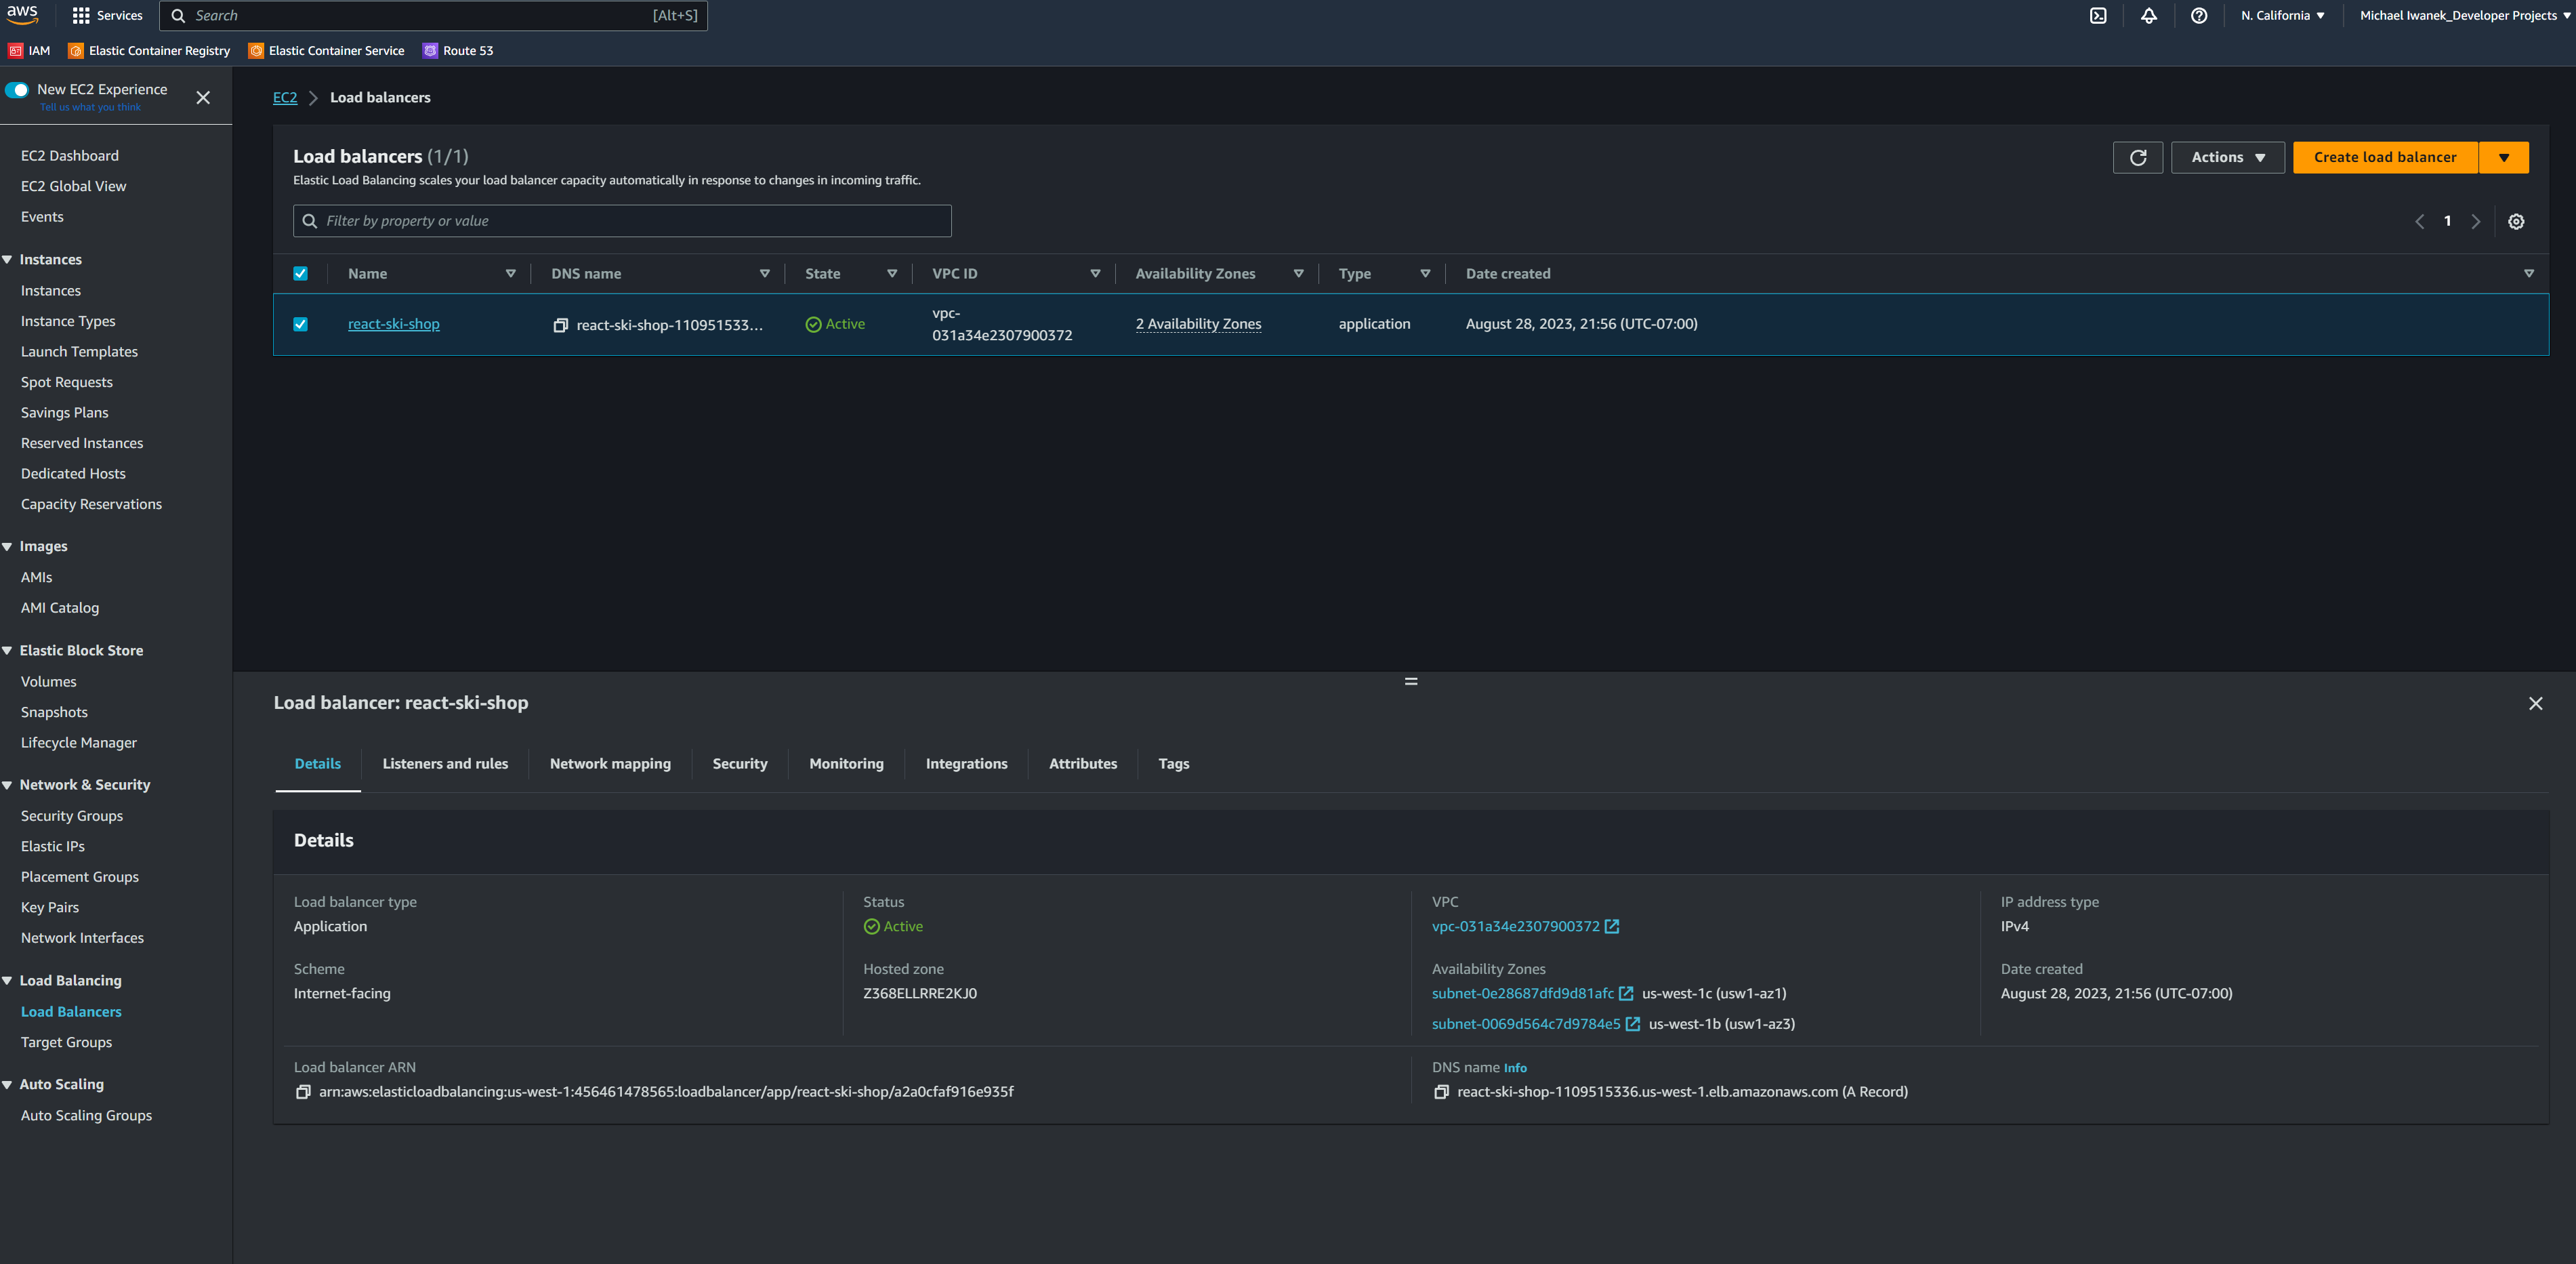 aws
Services
Search
[Alt+S]
N. California
Michael Iwanek_Developer Projects
IAM
Elastic Container Registry
Elastic Container Service
Route 53
New EC2 Experience
Tell us what you think
EC2 Dashboard
EC2 Global View
Events
Instances
Instances
Instance Types
Launch Templates
Spot Requests
Savings Plans
Reserved Instances
Dedicated Hosts
Capacity Reservations
Images
AMIs
AMI Catalog
Elastic Block Store
Volumes
Snapshots
Lifecycle Manager
Network & Security
Security Groups
Elastic IPs
Placement Groups
Key Pairs
Network Interfaces
Load Balancing
Load Balancers
Target Groups
Auto Scaling
Auto Scaling Groups
EC2 > Load balancers
Load balancers (1/1)
Elastic Load Balancing scales your load balancer capacity automatically in response to changes in incoming traffic.
Actions
Create load balancer
Filter by property or value
1
Name DNS name State VPC ID Availability Zones Type Date created
react-ski-shop react-ski-shop-110951533... Active vpc-
031a34e2307900372 2 Availability Zones application August 28, 2023, 21:56 (UTC-07:00)
Load balancer: react-ski-shop
Details Listeners and rules Network mapping Security Monitoring Integrations Attributes Tags
Details
Load balancer type
Application
Status
Active
VPC
vpc-031a34e2307900372
IP address type
IPv4
Scheme
Internet-facing
Hosted zone
Z368ELLRRE2KJ0
Availability Zones
subnet-0e28687dfd9d81afc us-west-1c (usw1-az1)
subnet-0069d564c7d9784e5 us-west-1b (usw1-az3)
Date created
August 28, 2023, 21:56 (UTC-07:00)
Load balancer ARN
arn:aws:elasticloadbalancing:us-west-1:456461478565:loadbalancer/app/react-ski-shop/a2a0cfaf916e935f
DNS name Info
react-ski-shop-1109515336.us-west-1.elb.amazonaws.com (A Record)